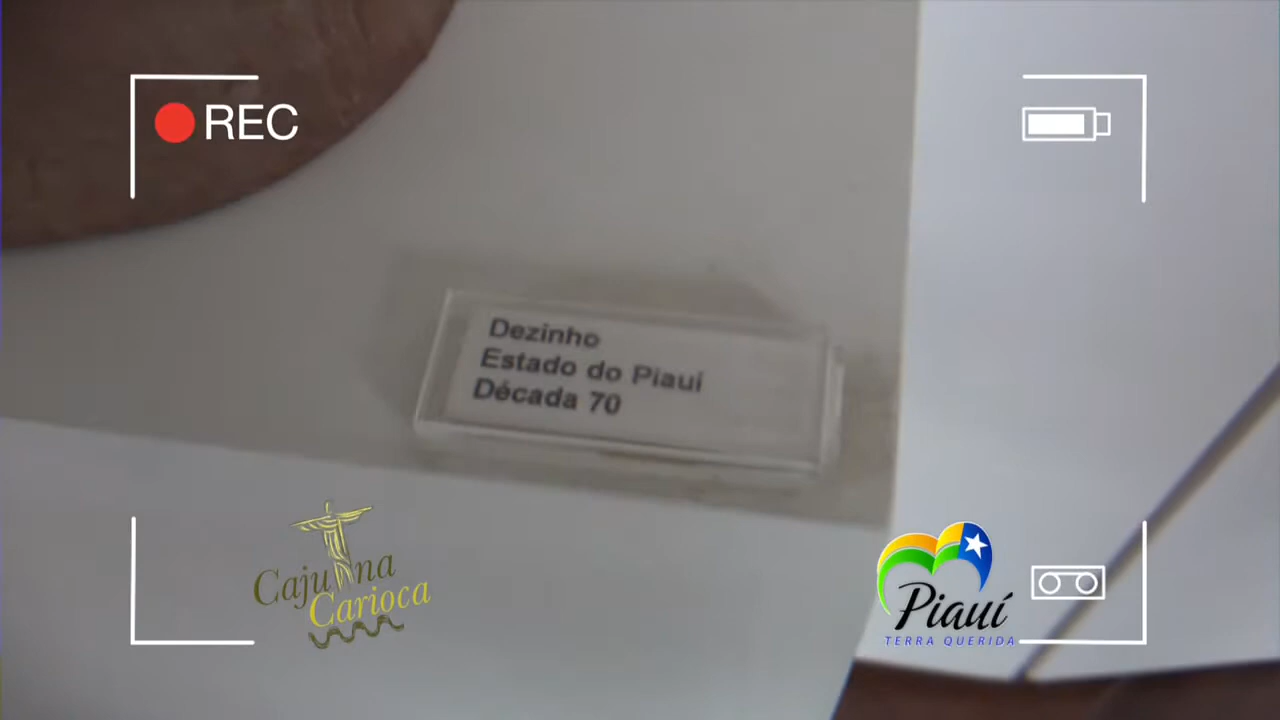 REC
Dezinho
Estado do Piauí
Década 70
Cajuína
Carioca
Piauí
TERRA QUERIDA